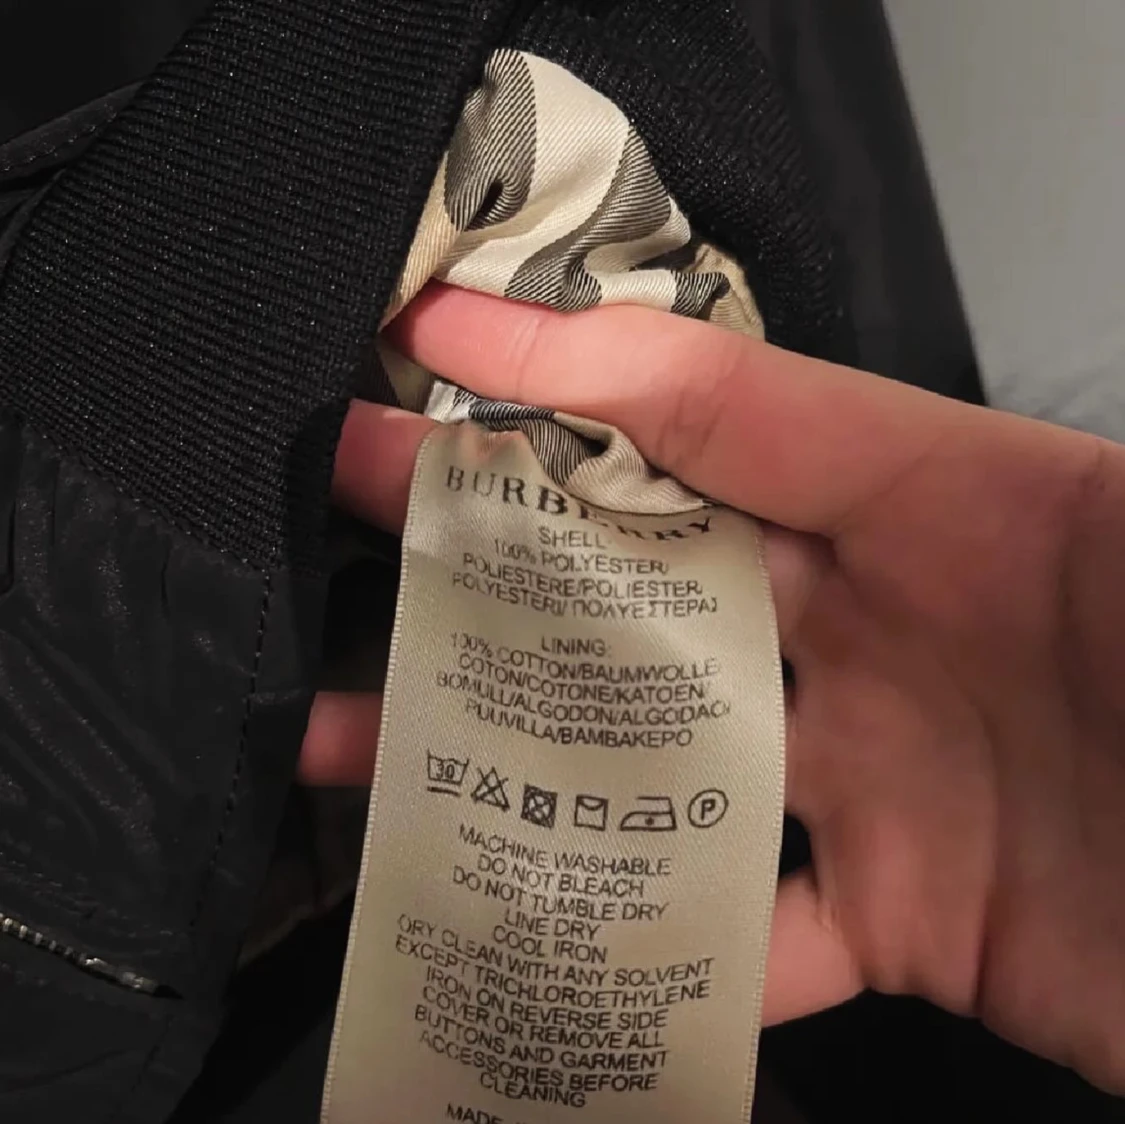 BURBERRY
SHELL:
100% POLYESTER/
POLIESTERE/POLIESTER/
POLYESTERI/ ΠΟΛΥΕΣΤΕΡΑΣ
LINING:
100% COTTON/BAUMWOLLE
COTON/COTONE/KATOEN/
BOMULL/ALGODON/ALGODAO/
PUUVILLA/BAMBAKEPO
30
P
MACHINE WASHABLE
DO NOT BLEACH
DO NOT TUMBLE DRY
LINE DRY
COOL IRON
DRY CLEAN WITH ANY SOLVENT
EXCEPT TRICHLOROETHYLENE
IRON ON REVERSE SIDE
COVER OR REMOVE ALL
BUTTONS AND GARMENT
ACCESSORIES BEFORE
CLEANING
MADE